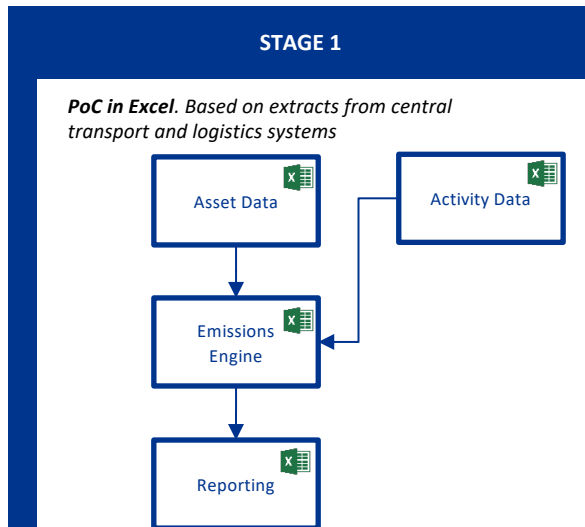 STAGE 1
PoC in Excel. Based on extracts from central
transport and logistics systems
Asset Data
Activity Data
Emissions
Engine
Reporting